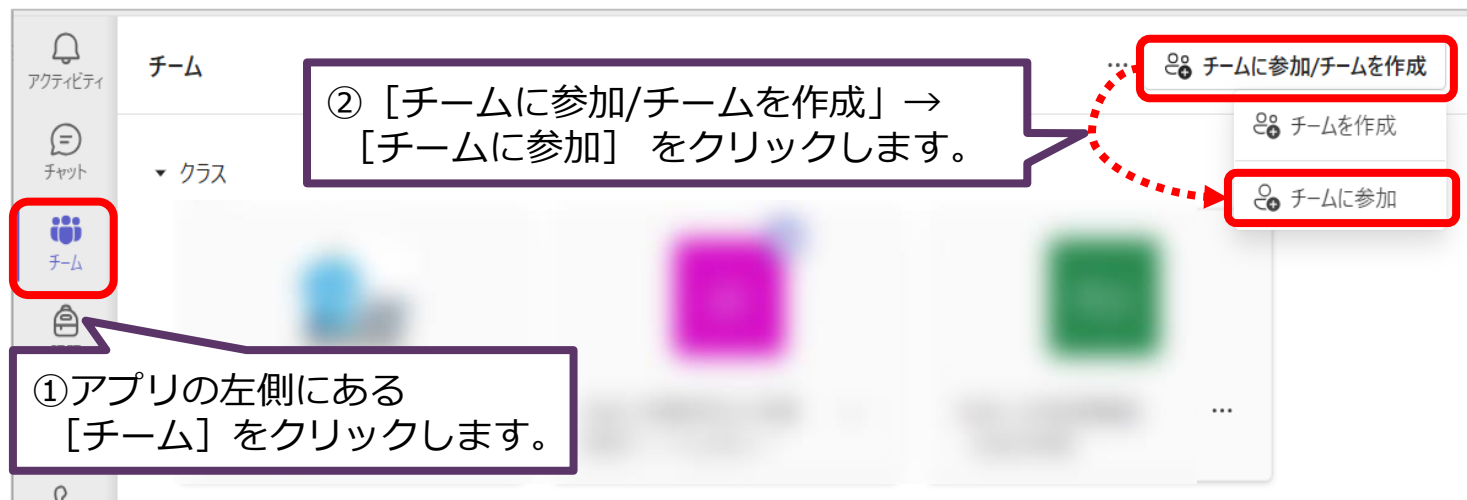 アクティビティ
チーム
… チームに参加/チームを作成
②［チームに参加/チームを作成」→
［チームに参加］ をクリックします。
チームを作成
チャット
クラス
チームに参加
チーム
①アプリの左側にある
［チーム］をクリックします。
…